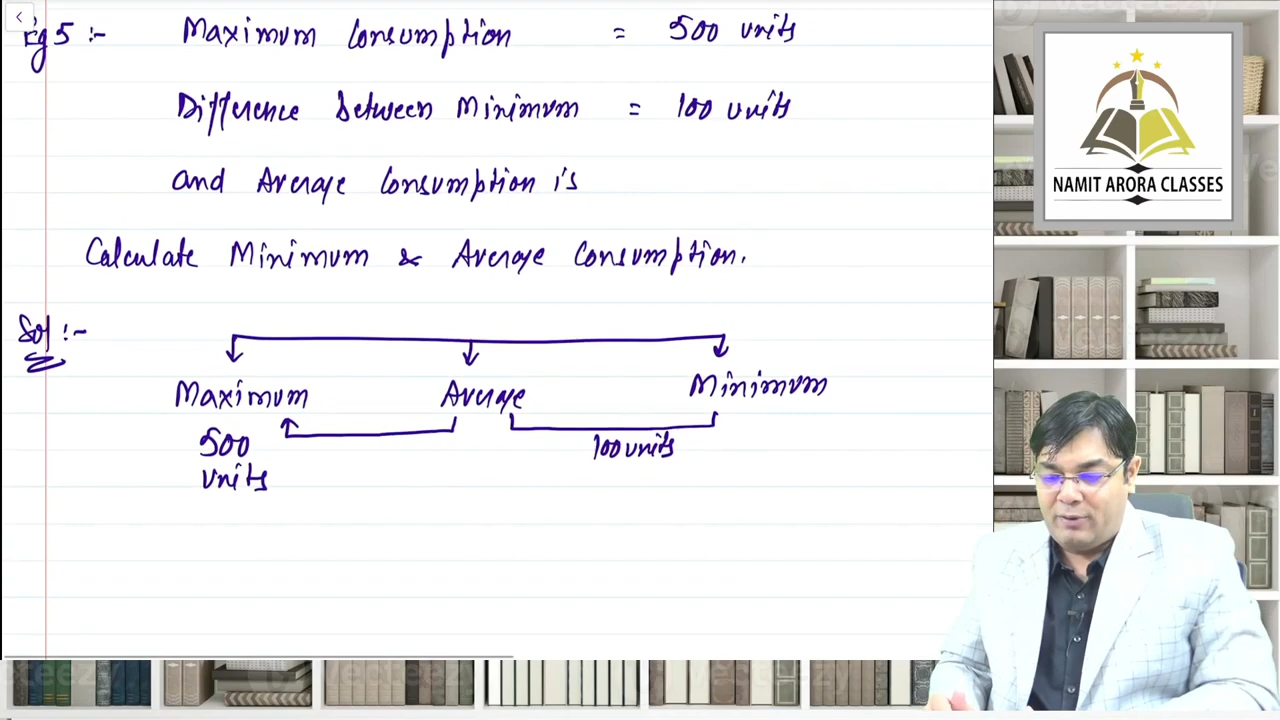 Eg 5 :- Maximum Consumption = 500 units
Difference between Minimum = 100 units
and Average Consumption is
Calculate Minimum & Average Consumption.
Sol :-
Maximum Average Minimum
500 100 units
units
NAMIT ARORA CLASSES
vecteezy